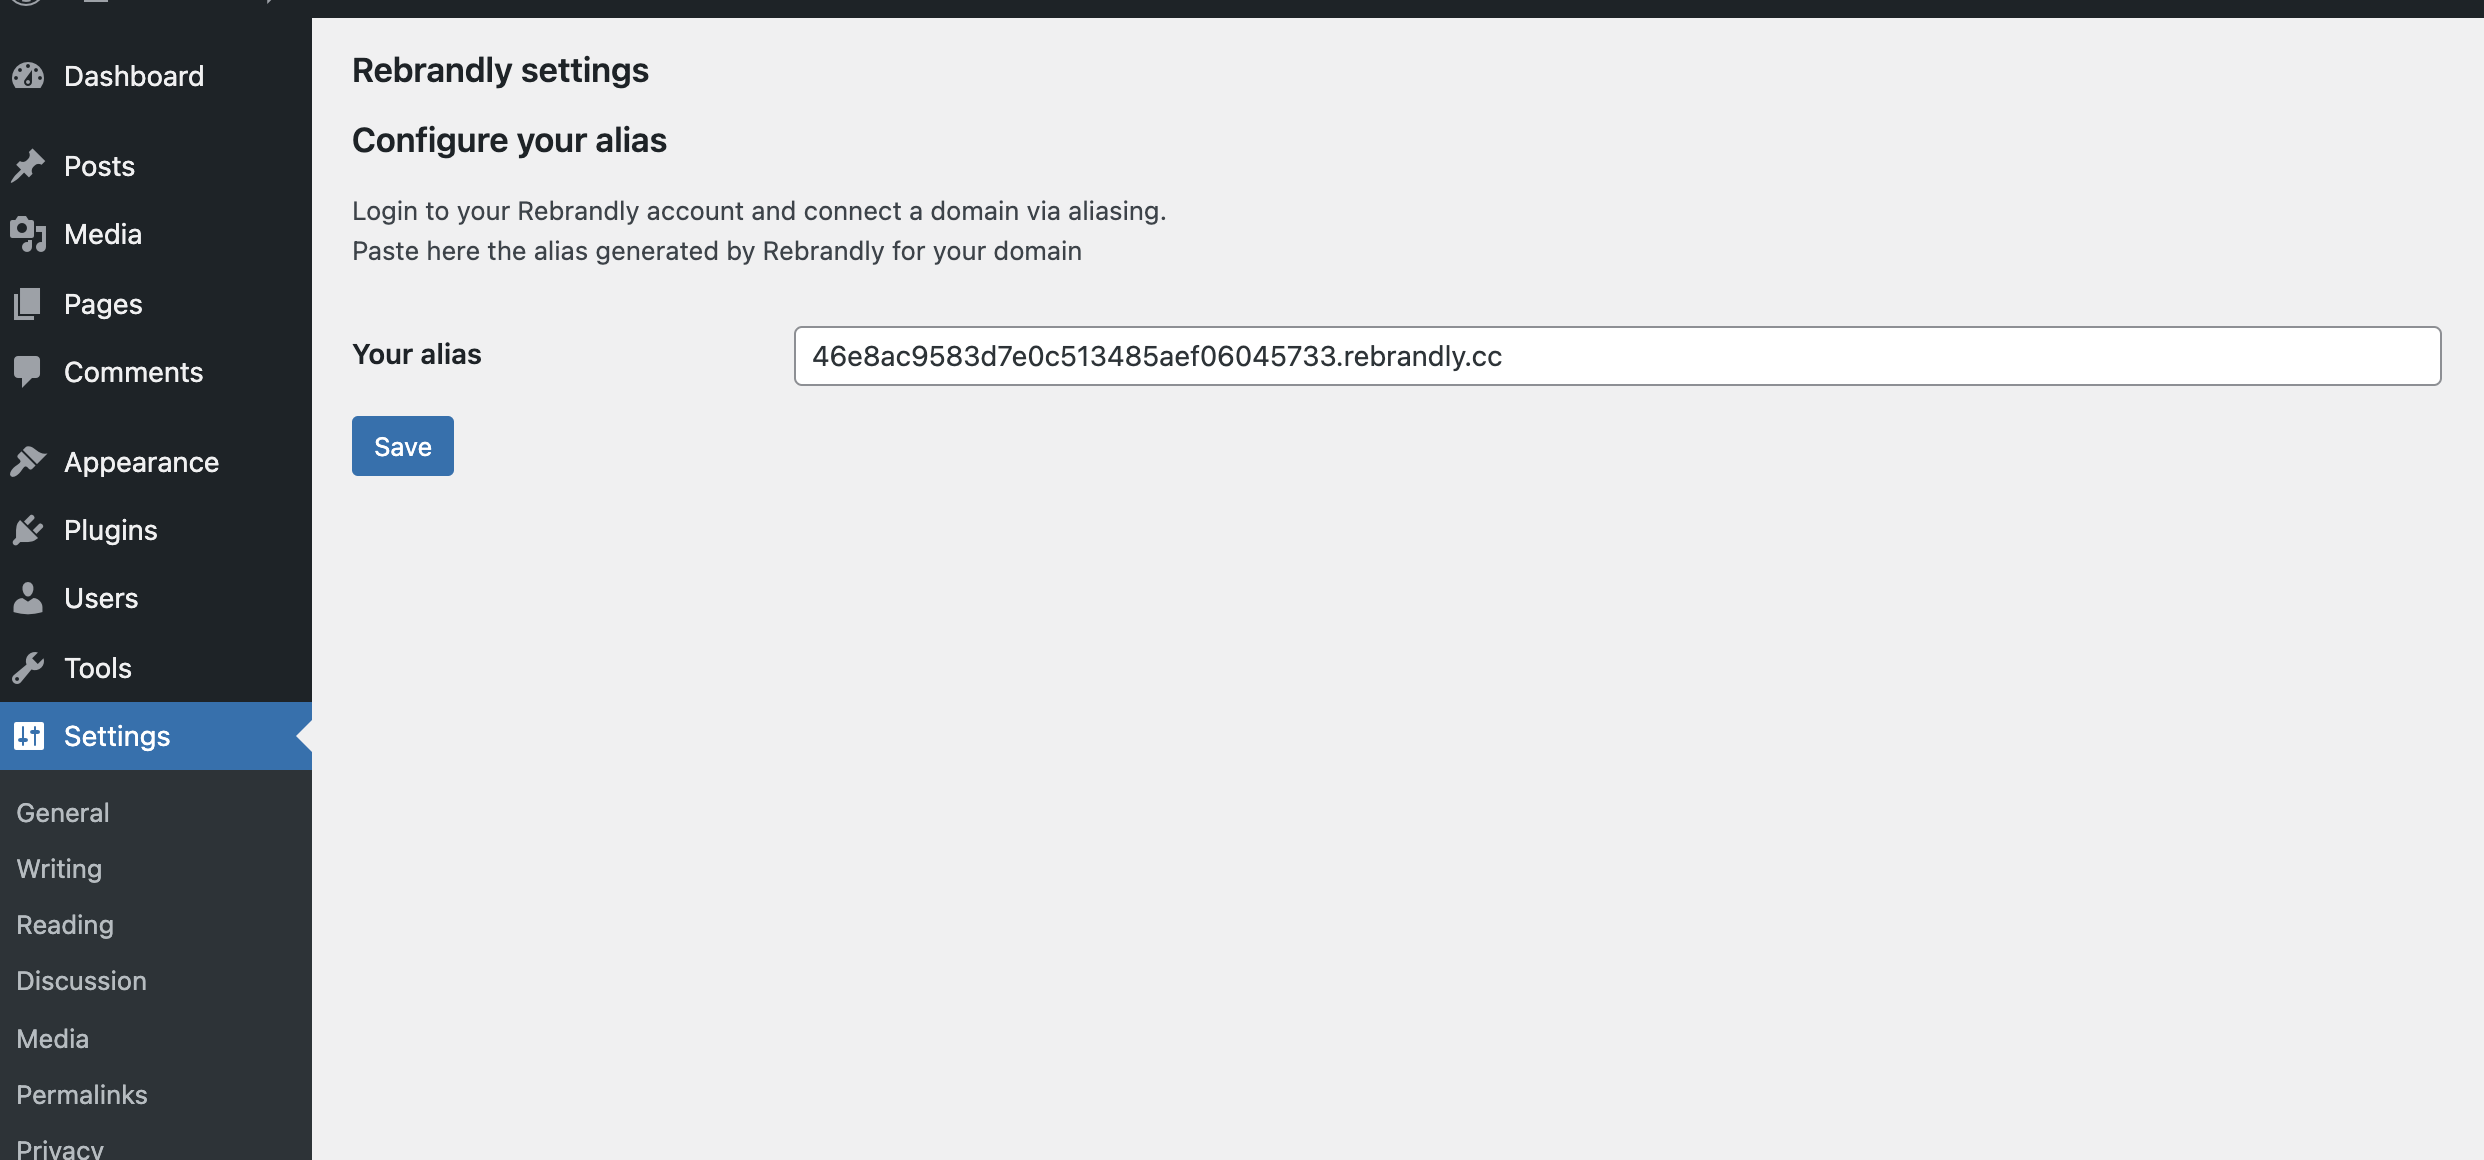 Dashboard
Posts
Media
Pages
Comments
Appearance
Plugins
Users
Tools
Settings
General
Writing
Reading
Discussion
Media
Permalinks
Privacy
Rebrandly settings
Configure your alias
Login to your Rebrandly account and connect a domain via aliasing.
Paste here the alias generated by Rebrandly for your domain
Your alias
46e8ac9583d7e0c513485aef06045733.rebrandly.cc
Save